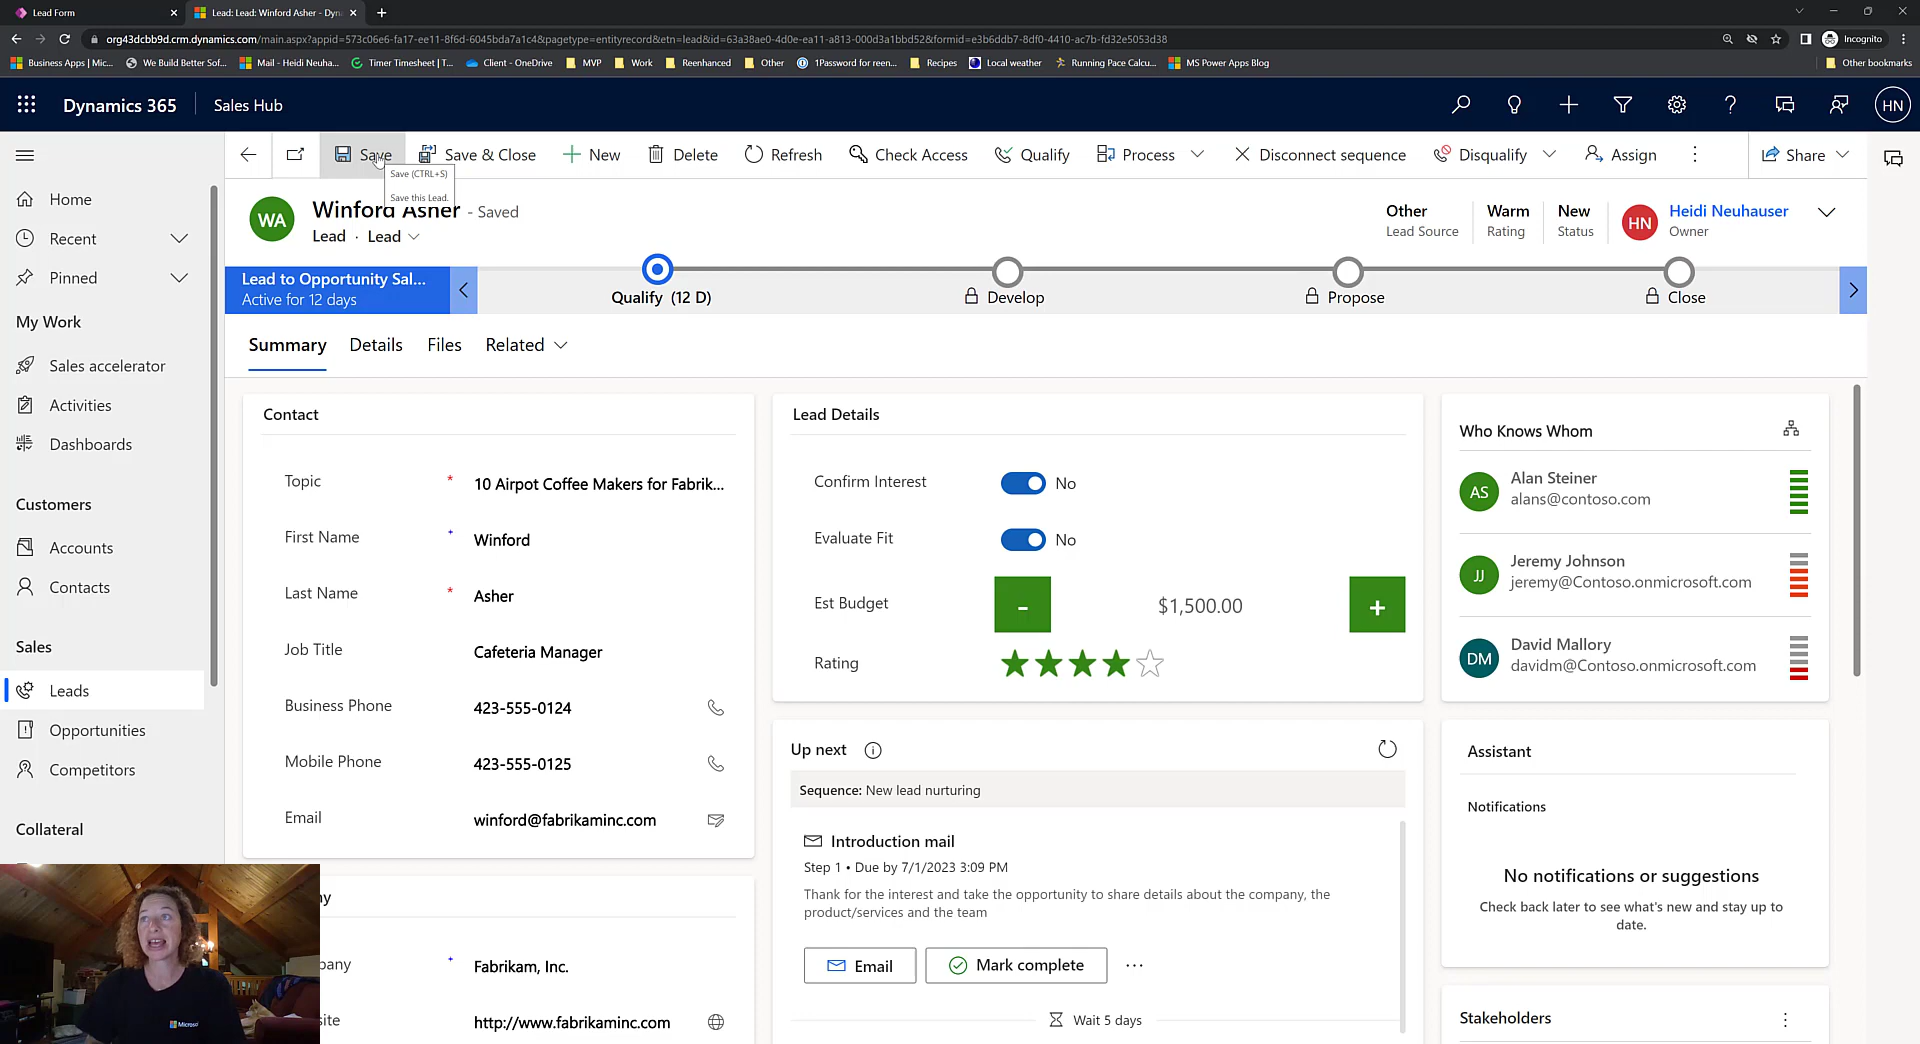 Lead Form
Lead: Lead: Winford Asher - Dyn
org43dcbb9d.crm.dynamics.com/main.aspx?appid=573c06e6-fa17-ee11-8f6d-6045bda7a1c4&pagetype=entityrecord&etn=lead&id=63a38ae0-4d0e-ea11-a813-000d3a1bbd52&formid=e3b6ddb7-8df0-4410-ac7b-fd32e5053d38
Incognito
Business Apps | Mic...
We Build Better Sof...
Mail - Heidi Neuha...
Timer Timesheet | T...
Client - OneDrive
MVP
Work
Reenhanced
Other
1Password for reen...
Recipes
Local weather
Running Pace Calcu...
MS Power Apps Blog
Other bookmarks
Dynamics 365
Sales Hub
HN
Save
Save & Close
New
Delete
Refresh
Check Access
Qualify
Process
Disconnect sequence
Disqualify
Assign
Share
Save (CTRL+S)
Save this Lead.
Home
Recent
Pinned
My Work
Sales accelerator
Activities
Dashboards
Customers
Accounts
Contacts
Sales
Leads
Opportunities
Competitors
Collateral
WA
Winford Asher - Saved
Lead · Lead
Other
Lead Source
Warm
Rating
New
Status
HN
Heidi Neuhauser
Owner
Lead to Opportunity Sal...
Active for 12 days
Qualify (12 D)
Develop
Propose
Close
Summary
Details
Files
Related
Contact
Topic * 10 Airpot Coffee Makers for Fabrik...
First Name * Winford
Last Name * Asher
Job Title Cafeteria Manager
Business Phone 423-555-0124
Mobile Phone 423-555-0125
Email winford@fabrikaminc.com
ny
pany * Fabrikam, Inc.
site http://www.fabrikaminc.com
Lead Details
Confirm Interest No
Evaluate Fit No
Est Budget - $1,500.00 +
Rating
Up next
Sequence: New lead nurturing
Introduction mail
Step 1 • Due by 7/1/2023 3:09 PM
Thank for the interest and take the opportunity to share details about the company, the
product/services and the team
Email
Mark complete
Wait 5 days
Who Knows Whom
AS
Alan Steiner
alans@contoso.com
JJ
Jeremy Johnson
jeremy@Contoso.onmicrosoft.com
DM
David Mallory
davidm@Contoso.onmicrosoft.com
Assistant
Notifications
No notifications or suggestions
Check back later to see what's new and stay up to
date.
Stakeholders
Micros